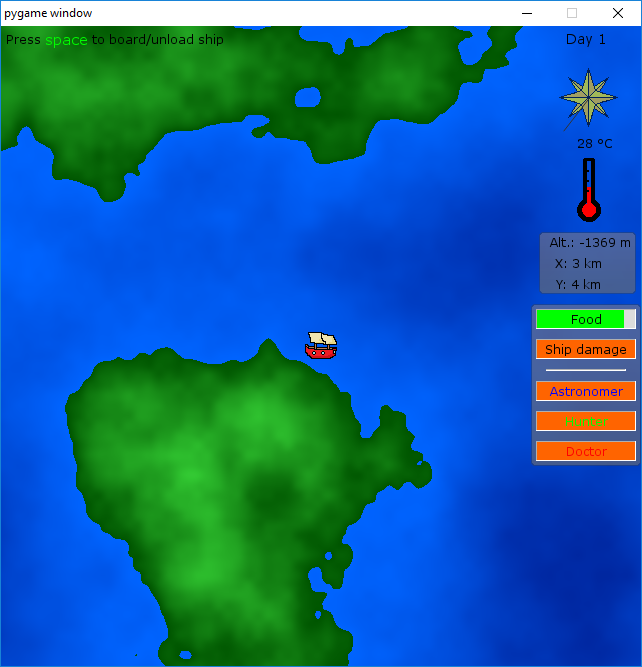 pygame window
Press space to board/unload ship
Day 1
28 ºC
Alt.: -1369 m
X: 3 km
Y: 4 km
Food
Ship damage
Astronomer
Hunter
Doctor